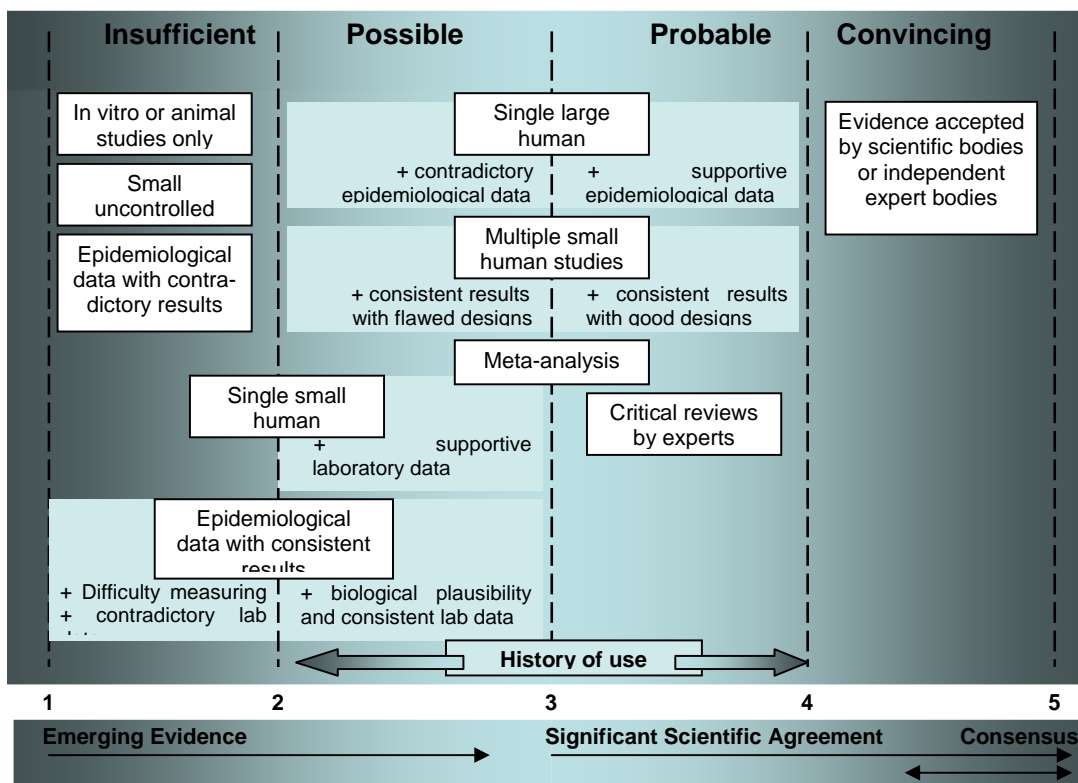 Insufficient
Possible
Probable
Convincing
In vitro or animal
studies only
Small
uncontrolled
Epidemiological
data with contra-
dictory results
Single large
human
+ contradictory
epidemiological data
+ supportive
epidemiological data
Evidence accepted
by scientific bodies
or independent
expert bodies
Multiple small
human studies
+ consistent results
with flawed designs
+ consistent results
with good designs
Meta-analysis
Single small
human
+ supportive
laboratory data
Critical reviews
by experts
Epidemiological
data with consistent
results
+ Difficulty measuring
+ contradictory lab
+ biological plausibility
and consistent lab data
History of use
1
2
3
4
5
Emerging Evidence
Significant Scientific Agreement
Consensus